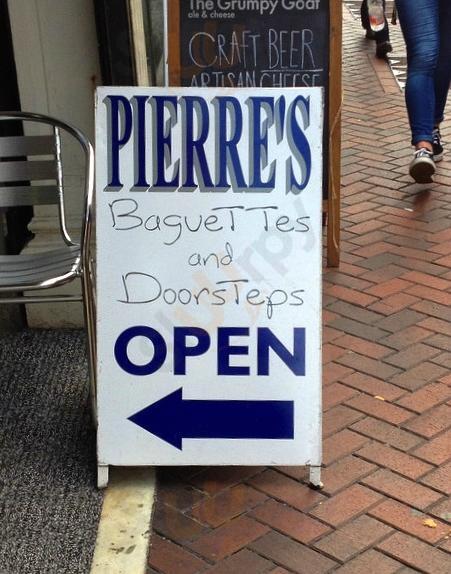 The Grumpy Goat
ale & cheese
CRAFT BEER
ARTISAN CHEESE
PIERRE'S
BagueTTes
and
DoorsTeps
OPEN